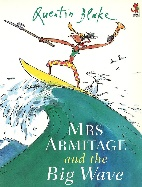 Quentin Blake
MRS
ARMITAGE
and the
BIG WAVE